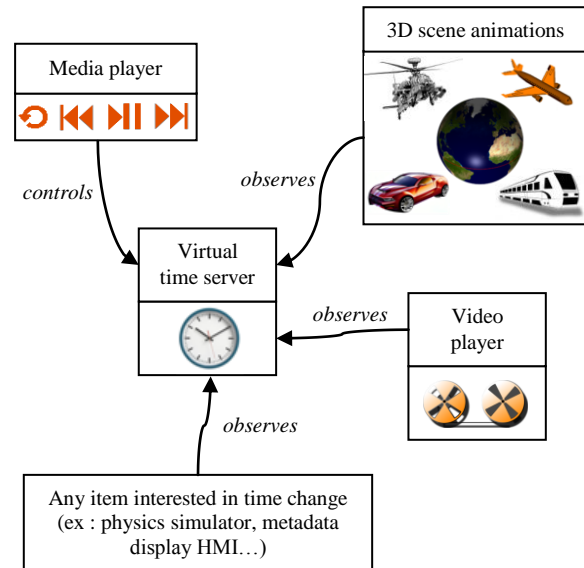 3D scene animations
Media player
controls
observes
Virtual
time server
observes
Video
player
observes
Any item interested in time change
(ex : physics simulator, metadata
display HMI…)